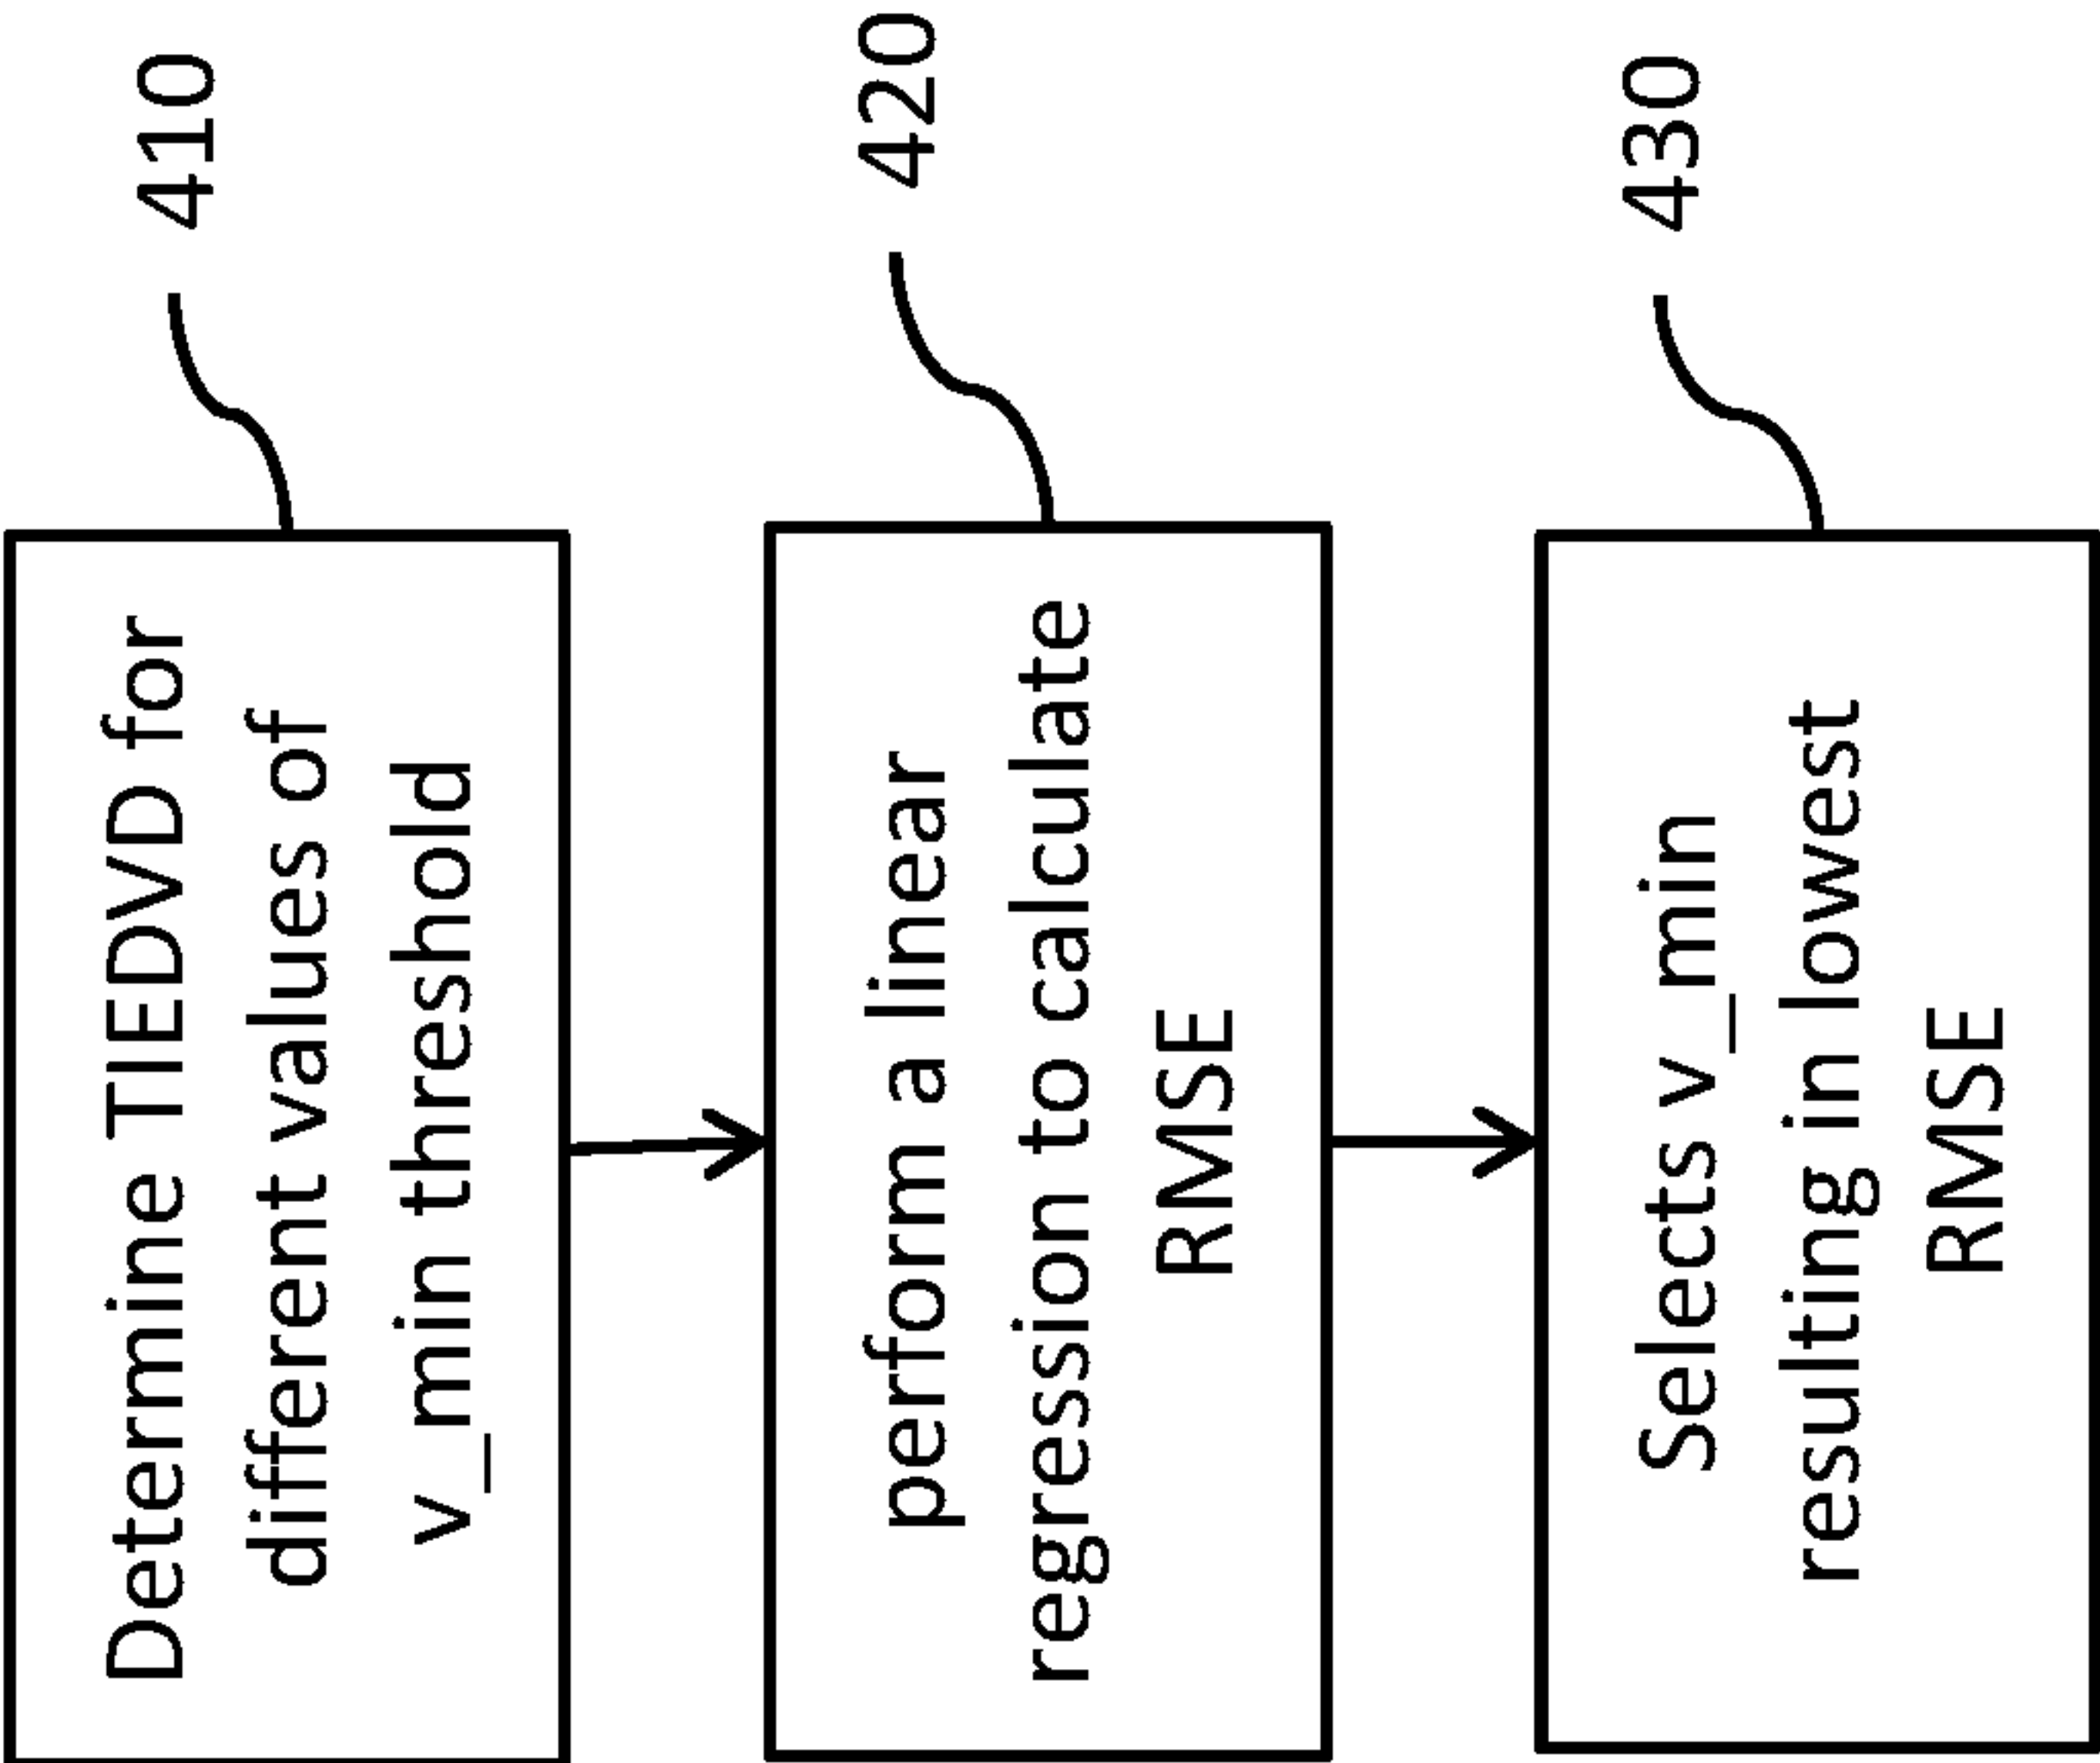 Determine TIEDVD for
different values of
v_min threshold
410
perform a linear
regression to calculate
RMSE
420
Selects v_min
resulting in lowest
RMSE
430